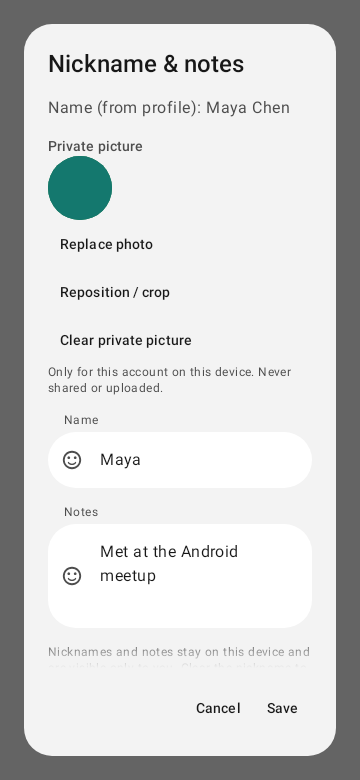 Nickname & notes
Name (from profile): Maya Chen
Private picture
Replace photo
Reposition / crop
Clear private picture
Only for this account on this device. Never
shared or uploaded.
Name
Maya
Notes
Met at the Android
meetup
Nicknames and notes stay on this device and
Cancel
Save